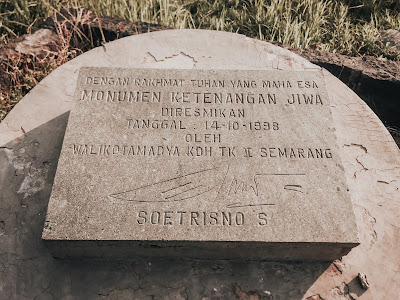 DENGAN RAKHMAT TUHAN YANG MAHA ESA
MONUMEN KETENANGAN JIWA
DIRESMIKAN
TANGGAL : 14-10-1998
OLEH
WALIKOTAMADYA KDH TK II SEMARANG
SOETRISNO S